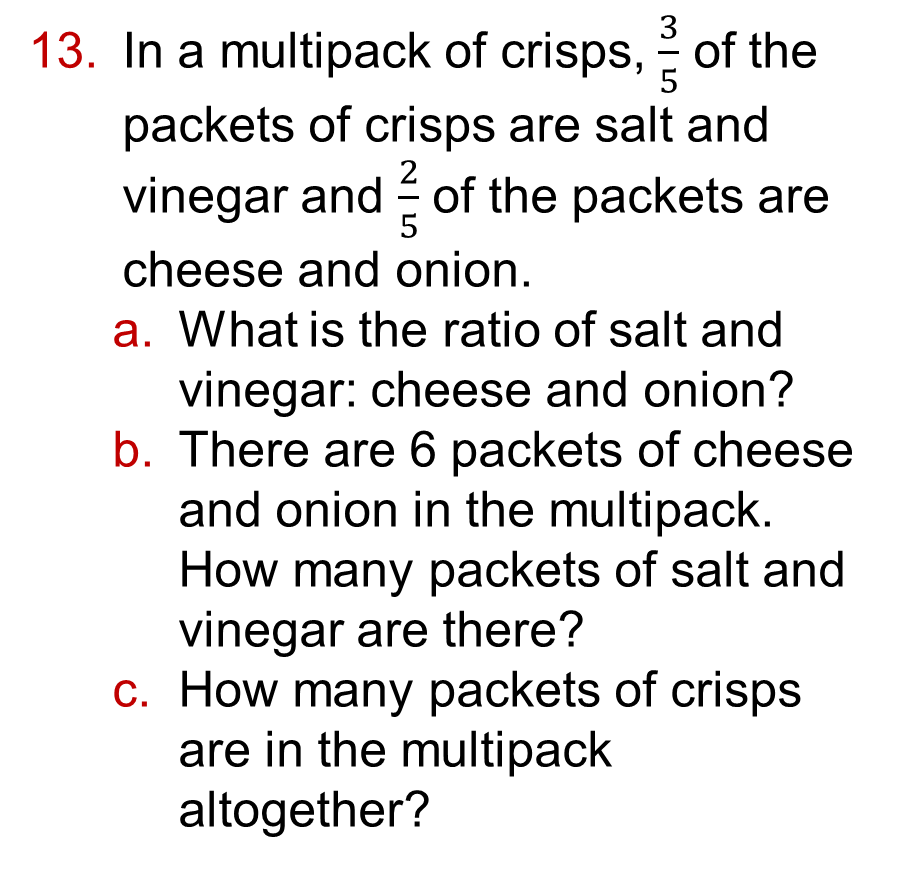 13. In a multipack of crisps, 3/5 of the
packets of crisps are salt and
vinegar and 2/5 of the packets are
cheese and onion.
a. What is the ratio of salt and
vinegar: cheese and onion?
b. There are 6 packets of cheese
and onion in the multipack.
How many packets of salt and
vinegar are there?
c. How many packets of crisps
are in the multipack
altogether?